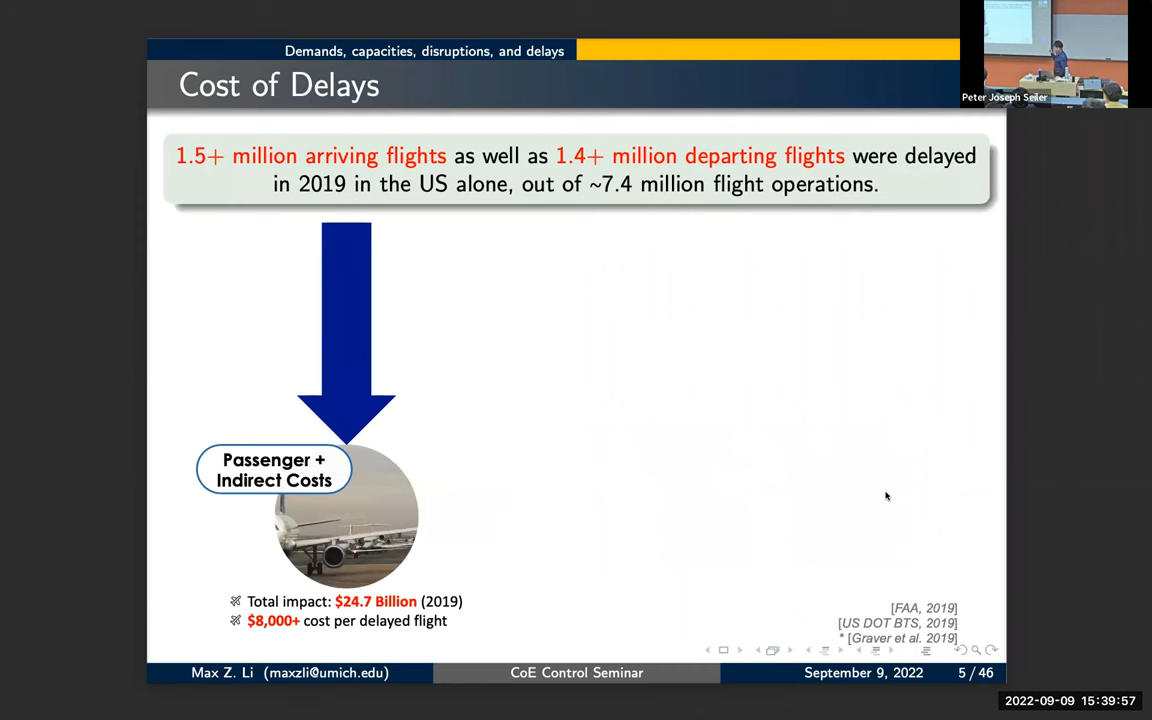 Demands, capacities, disruptions, and delays
Cost of Delays
Peter Joseph Seiler
1.5+ million arriving flights as well as 1.4+ million departing flights were delayed
in 2019 in the US alone, out of ~7.4 million flight operations.
Passenger +
Indirect Costs
Total impact: $24.7 Billion (2019)
$8,000+ cost per delayed flight
[FAA, 2019]
[US DOT BTS, 2019]
* [Graver et al. 2019]
Max Z. Li (maxzli@umich.edu)
CoE Control Seminar
September 9, 2022
5 / 46
2022-09-09 15:39:57